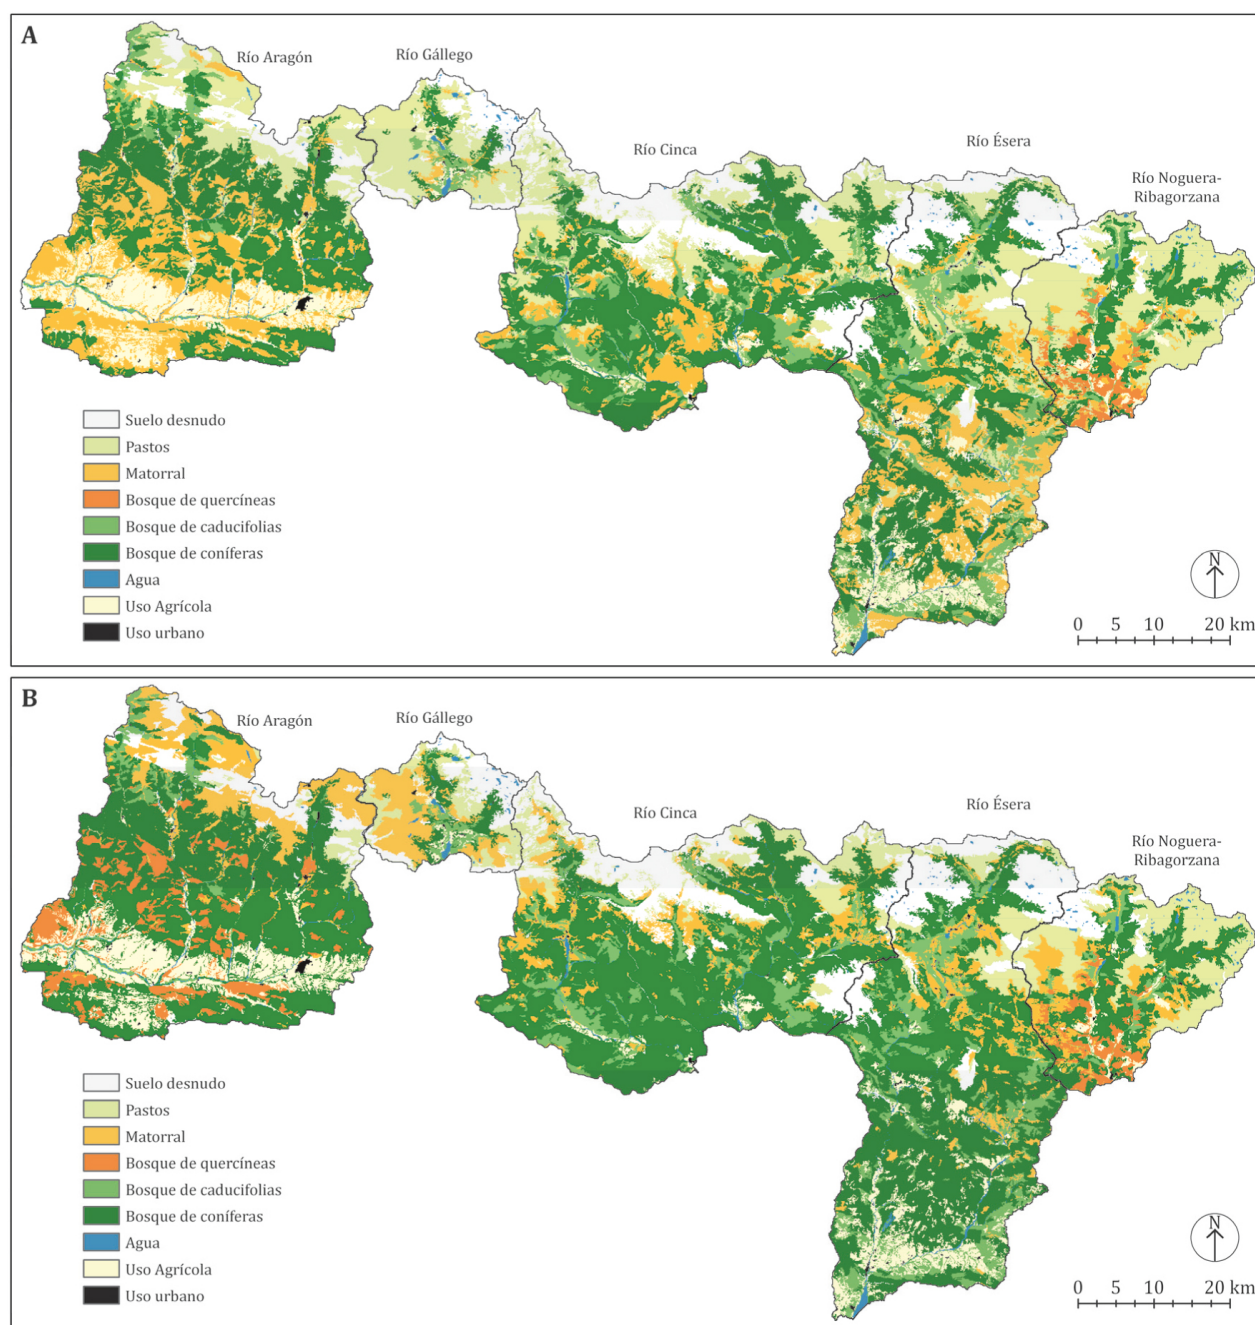 A
Río Aragón
Río Gállego
Río Cinca
Río Ésera
Río Noguera-
Ribagorzana
Suelo desnudo
Pastos
Matorral
Bosque de quercíneas
Bosque de caducifolias
Bosque de coníferas
Agua
Uso Agrícola
Uso urbano
N
0 5 10 20 km
B
Río Aragón
Río Gállego
Río Cinca
Río Ésera
Río Noguera-
Ribagorzana
Suelo desnudo
Pastos
Matorral
Bosque de quercíneas
Bosque de caducifolias
Bosque de coníferas
Agua
Uso Agrícola
Uso urbano
N
0 5 10 20 km